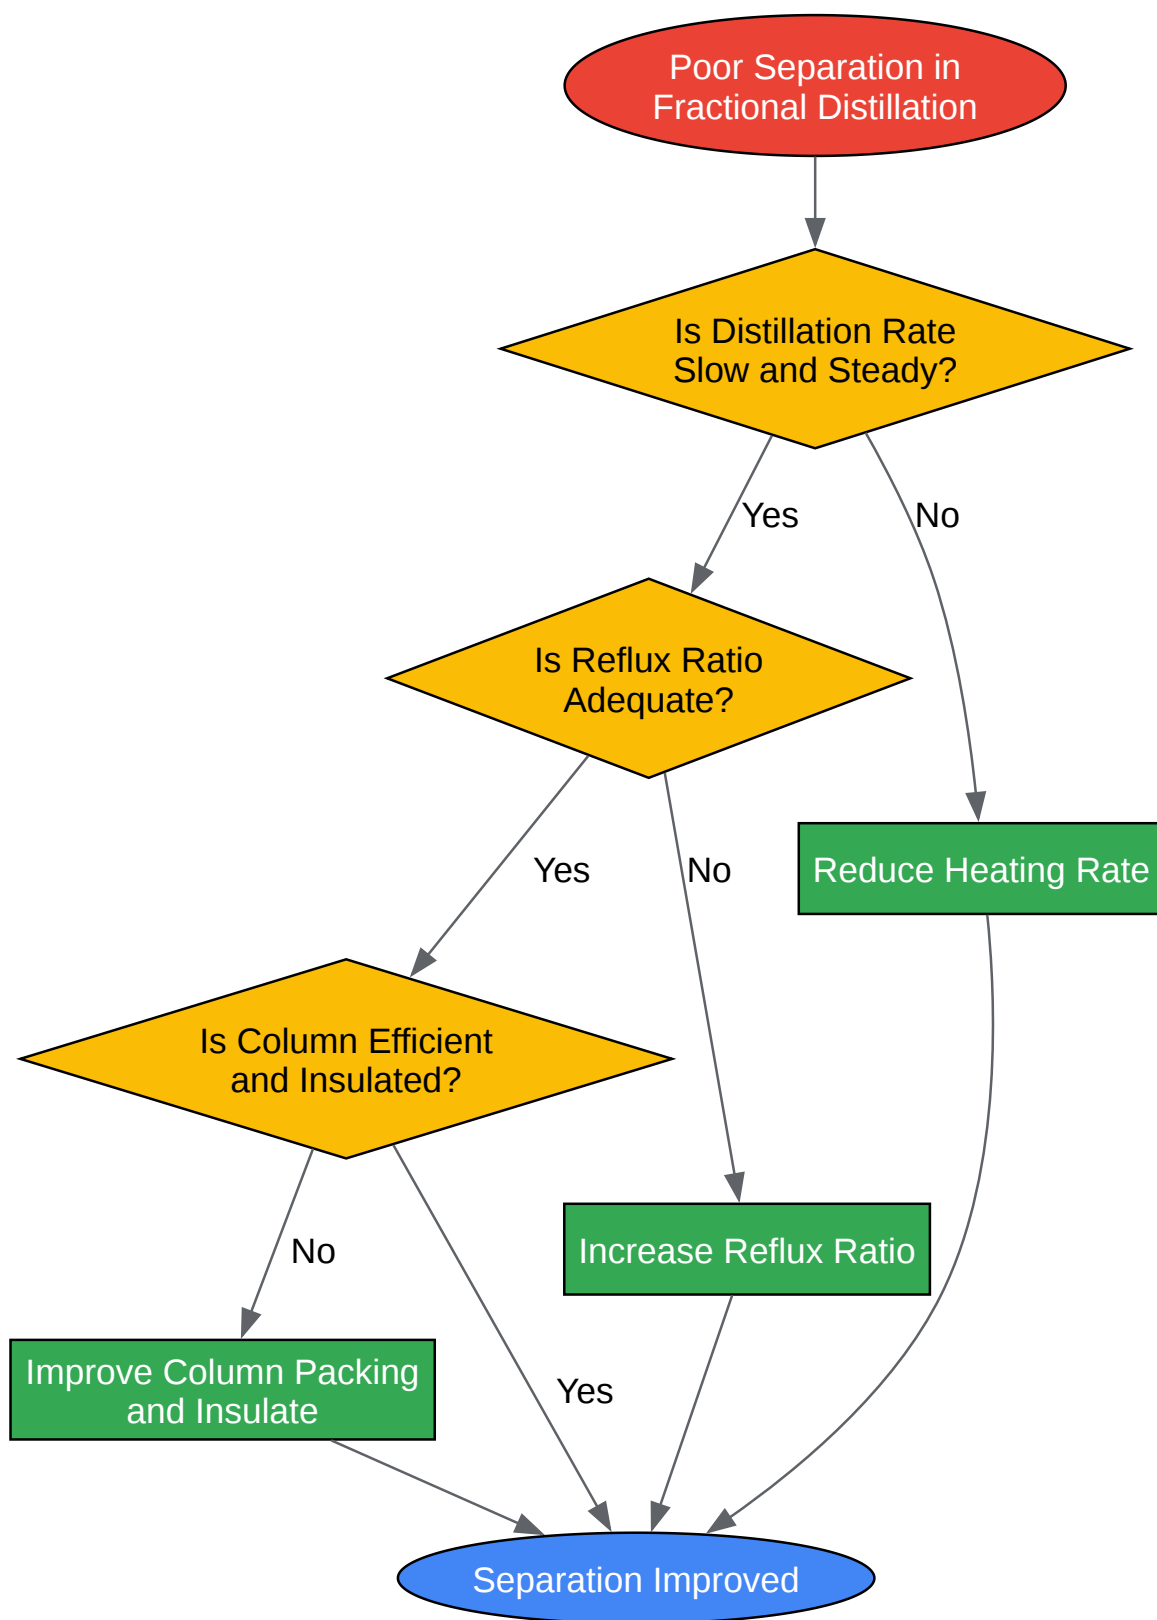 Poor Separation in
Fractional Distillation
Is Distillation Rate
Slow and Steady?
Yes
No
Is Reflux Ratio
Adequate?
Yes
No
Reduce Heating Rate
Is Column Efficient
and Insulated?
No
Increase Reflux Ratio
Improve Column Packing
and Insulate
Yes
Separation Improved